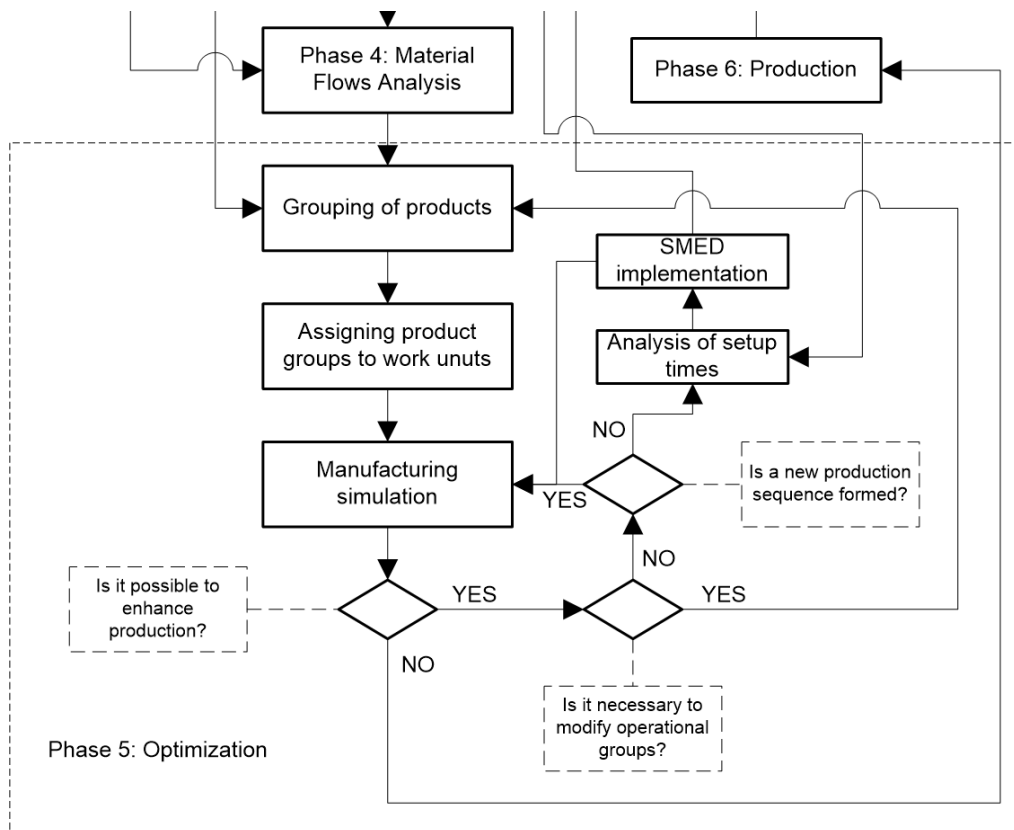 Phase 4: Material
Flows Analysis
Phase 6: Production
Grouping of products
SMED
implementation
Assigning product
groups to work unuts
Analysis of setup
times
NO
Manufacturing
simulation
YES
Is a new production
sequence formed?
NO
Is it possible to
enhance
production?
YES
YES
NO
Is it necessary to
modify operational
groups?
Phase 5: Optimization